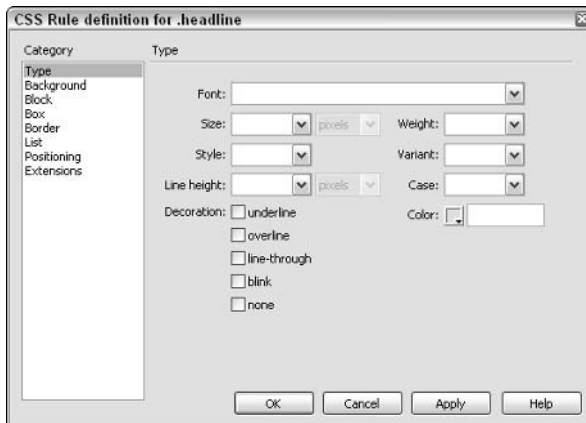 CSS Rule definition for .headline
Category
Type
Type
Background
Block
Box
Border
List
Positioning
Extensions
Font:
Size: pixels Weight:
Style: Variant:
Line height: pixels Case:
Decoration: underline Color:
overline
line-through
blink
none
OK Cancel Apply Help